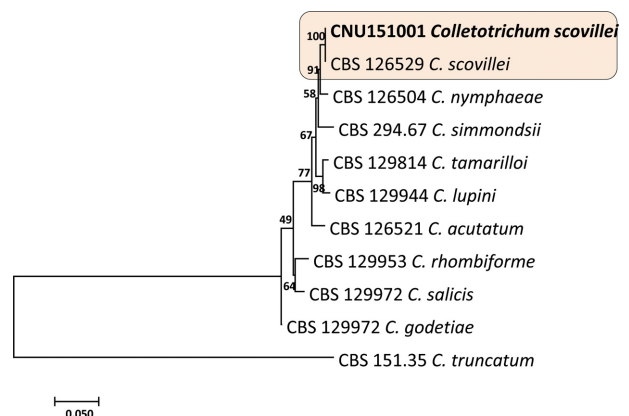 100
CNU151001 Colletotrichum scovillei
CBS 126529 C. scovillei
91
58
CBS 126504 C. nymphaeae
CBS 294.67 C. simmondsii
67
CBS 129814 C. tamarilloi
77
98
CBS 129944 C. lupini
49
CBS 126521 C. acutatum
CBS 129953 C. rhombiforme
64
CBS 129972 C. salicis
CBS 129972 C. godetiae
CBS 151.35 C. truncatum
0.050